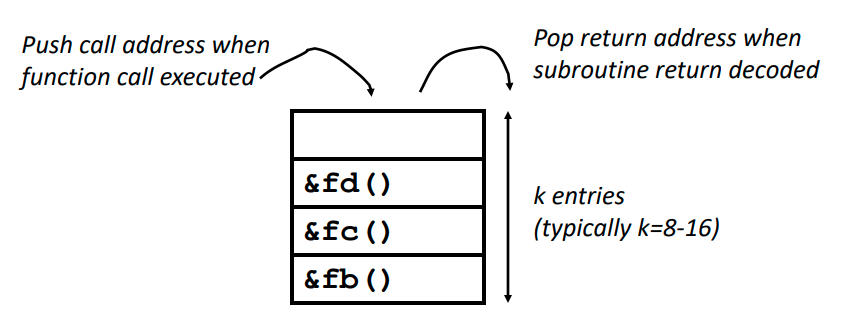 Push call address when
function call executed
Pop return address when
subroutine return decoded
&fd()
&fc()
&fb()
k entries
(typically k=8-16)